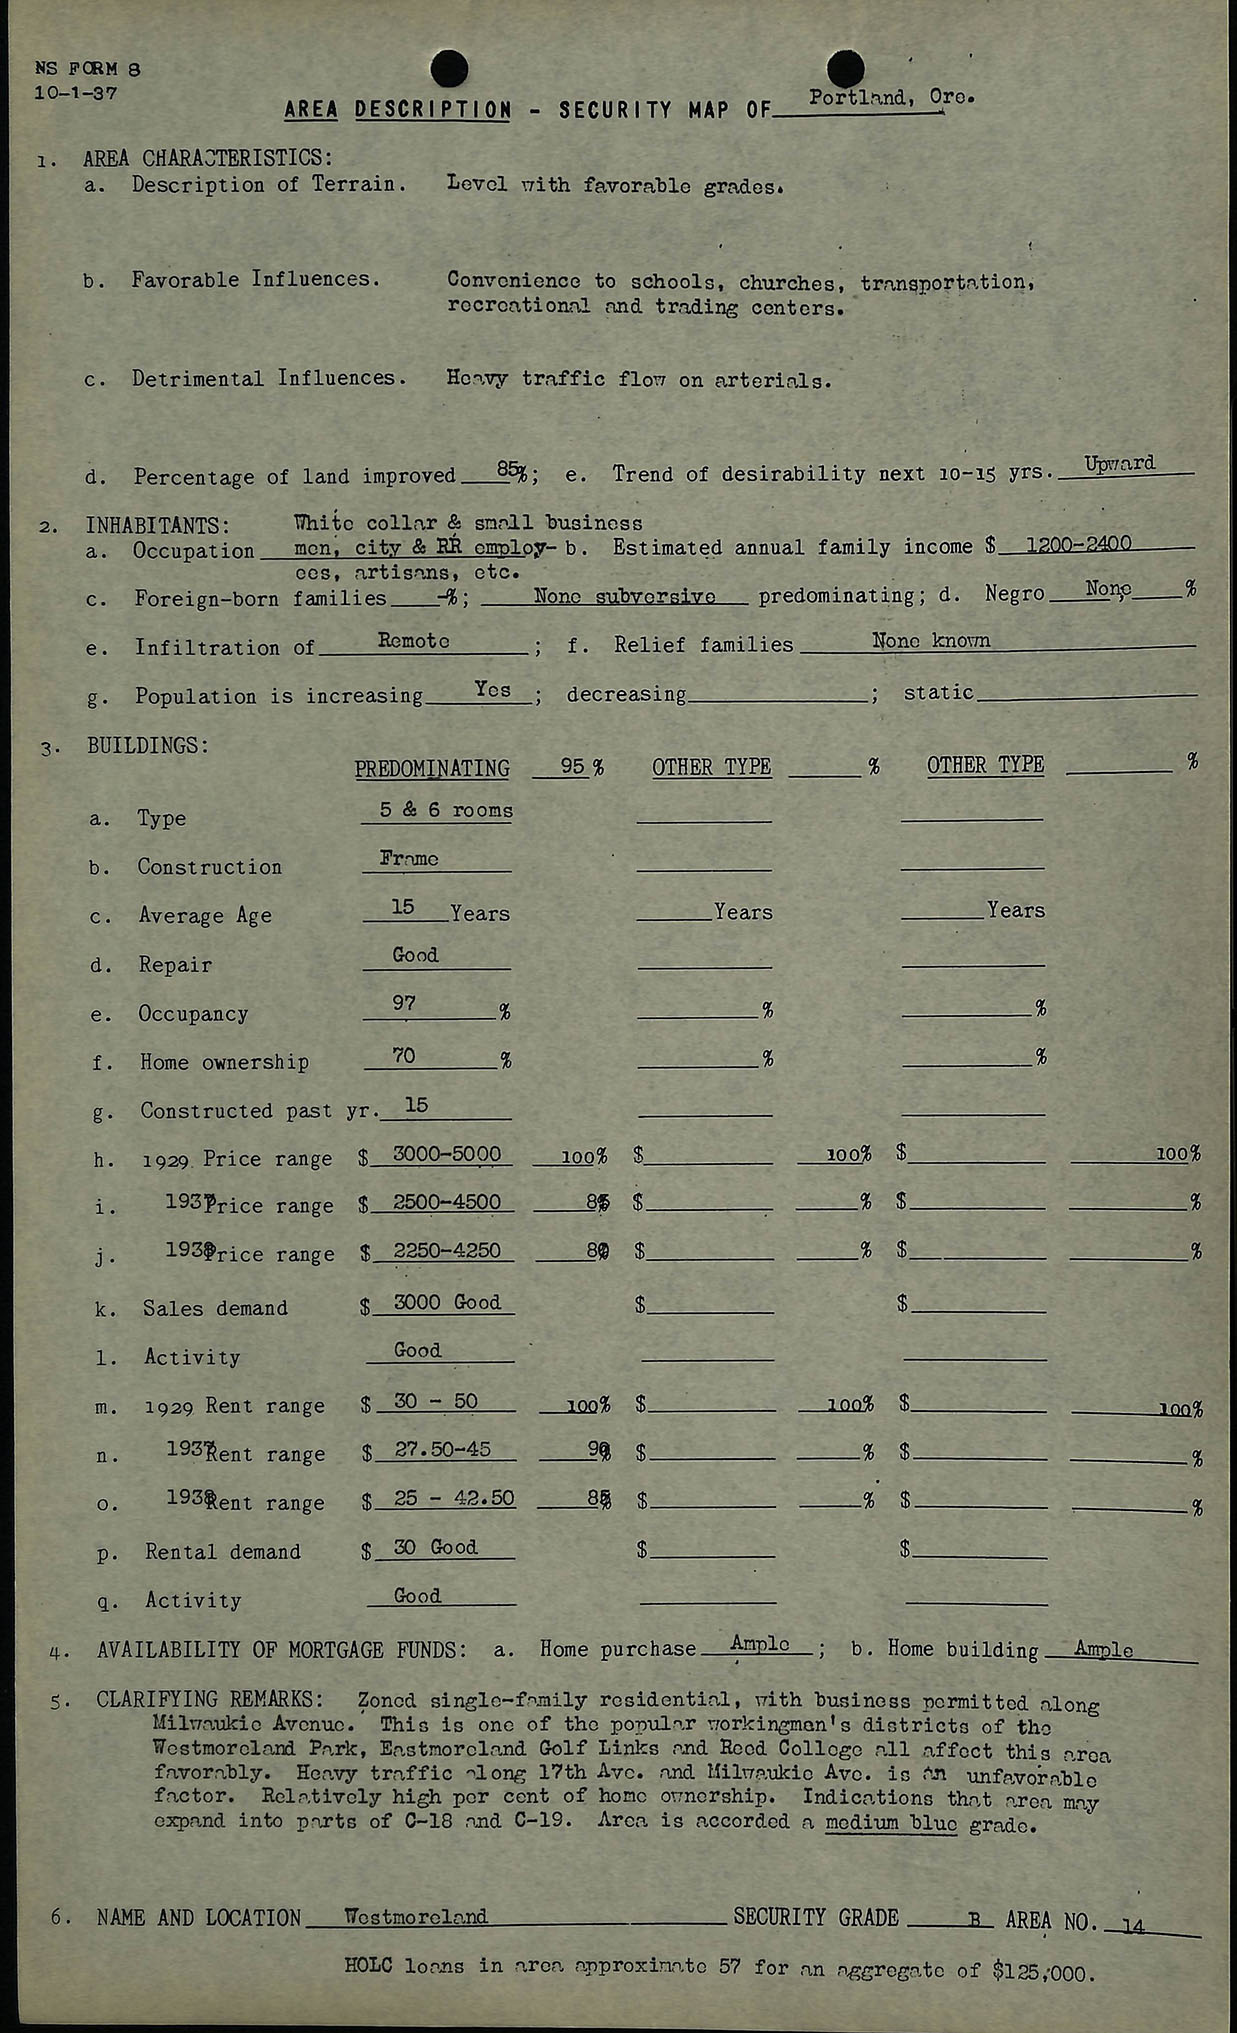 NS FORM 8
10-1-37
AREA DESCRIPTION - SECURITY MAP OF Portland, Ore.
1. AREA CHARACTERISTICS:
a. Description of Terrain. Level with favorable grades.
b. Favorable Influences. Convenience to schools, churches, transportation,
recreational and trading centers.
c. Detrimental Influences. Heavy traffic flow on arterials.
d. Percentage of land improved 85%; e. Trend of desirability next 10-15 yrs. Upward
2. INHABITANTS: White collar & small business
a. Occupation men, city & RR employ- b. Estimated annual family income $ 1200-2400
ees, artisans, etc.
c. Foreign-born families -%; None subversive predominating; d. Negro None %
e. Infiltration of Remote ; f. Relief families None known
g. Population is increasing Yes ; decreasing ; static
3. BUILDINGS:
PREDOMINATING 95 % OTHER TYPE % OTHER TYPE %
a. Type 5 & 6 rooms
b. Construction Frame
c. Average Age 15 Years Years Years
d. Repair Good
e. Occupancy 97 % % %
f. Home ownership 70 % % %
g. Constructed past yr. 15
h. 1929 Price range $ 3000-5000 100% $ 100% $ 100%
i. 1937 Price range $ 2500-4500 % $ % $ %
j. Price range $ 2250-4250 % $ % $ %
k. Sales demand $ 3000 Good $ $
l. Activity Good
m. 1929 Rent range $ 30 - 50 100% $ 100% $ 100%
n. 1937 Rent range $ 27.50-45 90% $ % $ %
o. Rent range $ 25 - 42.50 85% $ % $ %
p. Rental demand $ 30 Good $ $
q. Activity Good
4. AVAILABILITY OF MORTGAGE FUNDS: a. Home purchase Ample ; b. Home building Ample
5. CLARIFYING REMARKS: Zoned single-family residential, with business permitted along
Milwaukie Avenue. This is one of the popular workingman's districts of the
Westmoreland Park, Eastmoreland Golf Links and Reed College all affect this area
favorably. Heavy traffic along 17th Ave. and Milwaukie Ave. is an unfavorable
factor. Relatively high per cent of home ownership. Indications that area may
expand into parts of C-18 and C-19. Area is accorded a medium blue grade.
6. NAME AND LOCATION Westmoreland SECURITY GRADE B AREA NO. 14
HOLC loans in area approximate 57 for an aggregate of $125,000.